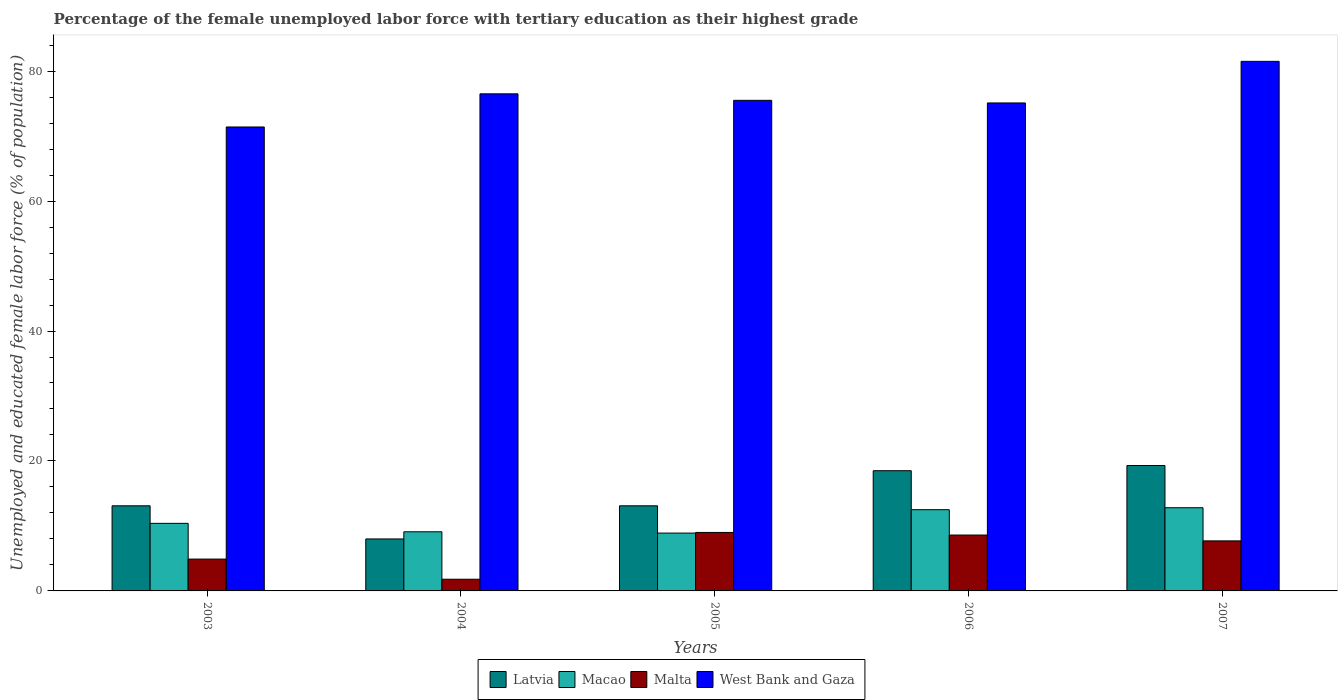 Percentage of the female unemployed labor force with tertiary education as their highest grade
Unemployed and educated female labor force (% of population)
80
60
40
20
0
2003
2004
2005
2006
2007
Years
Latvia
Macao
Malta
West Bank and Gaza